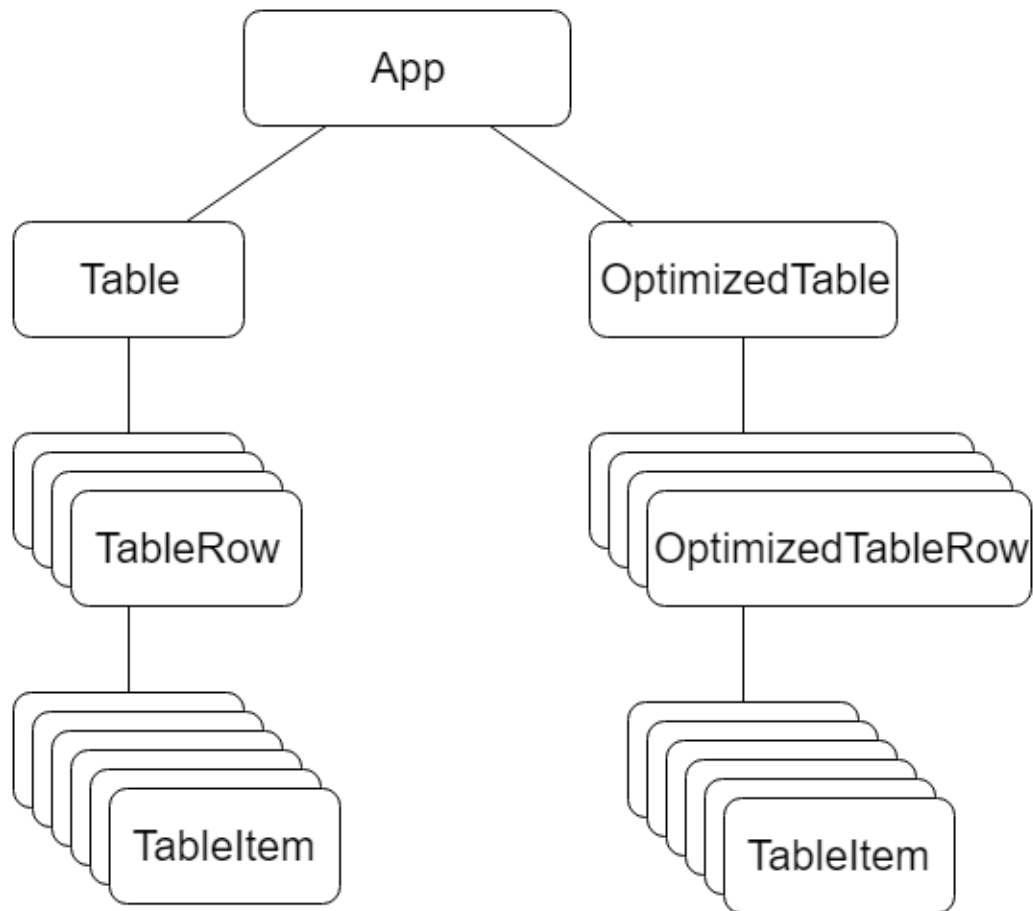 App
Table
OptimizedTable
TableRow
OptimizedTableRow
TableItem
TableItem